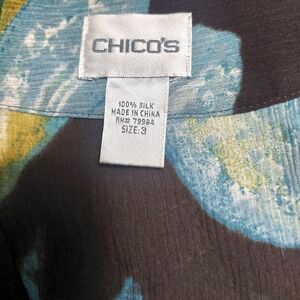 CHICO'S
100% SILK
MADE IN CHINA
RN# 79984
SIZE: 3